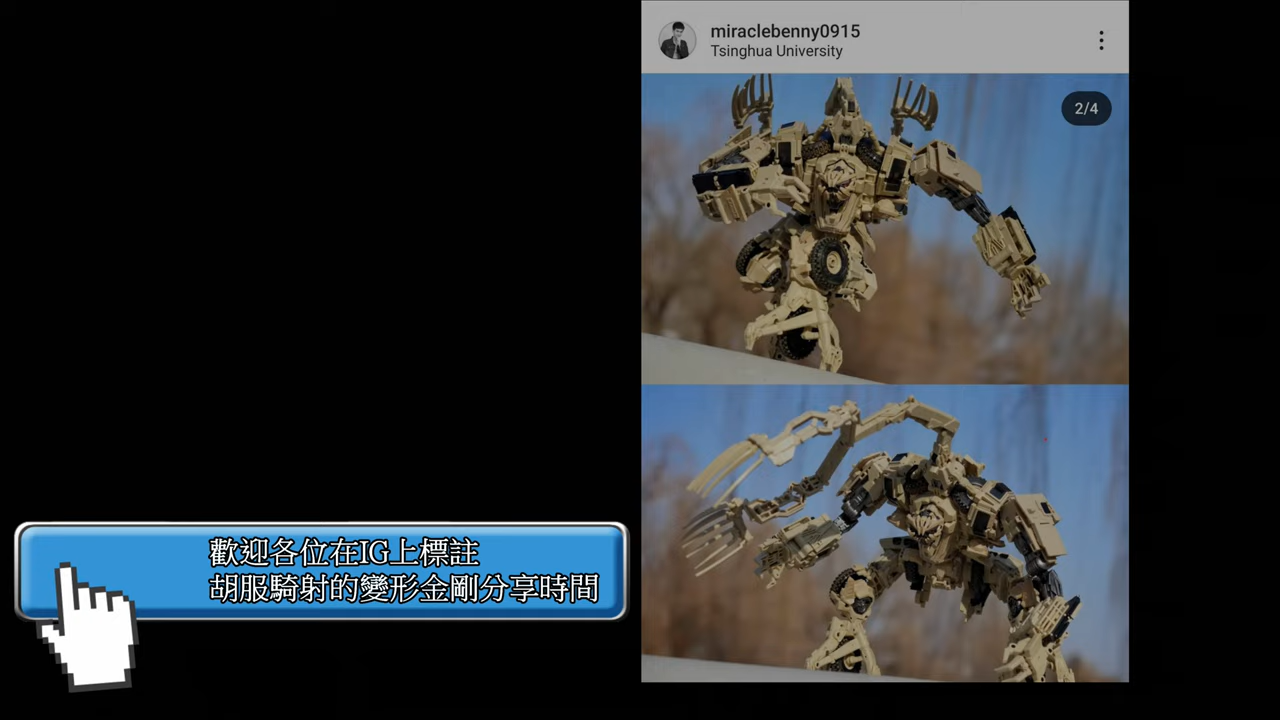 miraclebenny0915
Tsinghua University
2/4
歡迎各位在IG上標註
胡服騎射的變形金剛分享時間